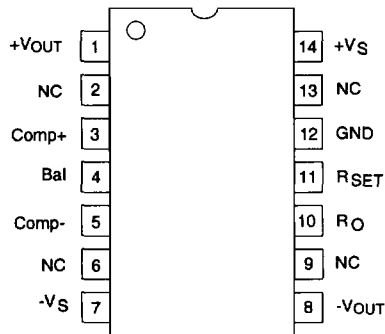 +VOUT 1 14 +VS
NC 2 13 NC
Comp+ 3 12 GND
Bal 4 11 RSET
Comp- 5 10 RO
NC 6 9 NC
-VS 7 8 -VOUT